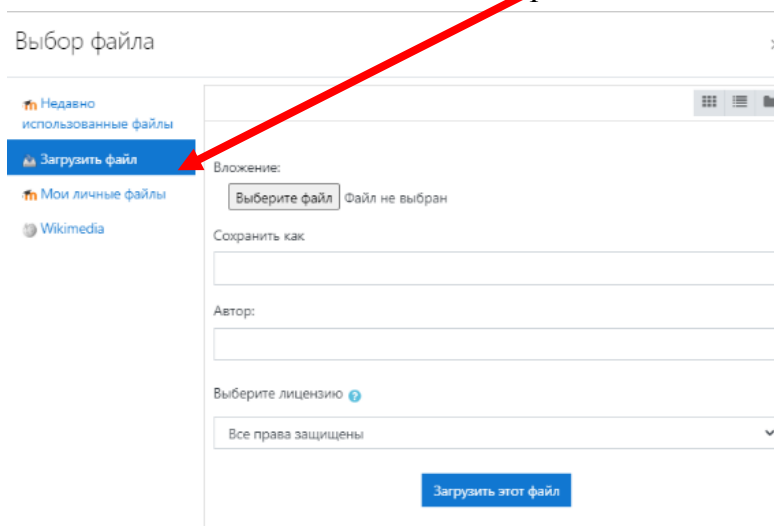 Выбор файла
Недавно
использованные файлы
Загрузить файл
Мои личные файлы
Wikimedia
Вложение:
Выберите файл Файл не выбран
Сохранить как
Автор:
Выберите лицензию
Все права защищены
Загрузить этот файл